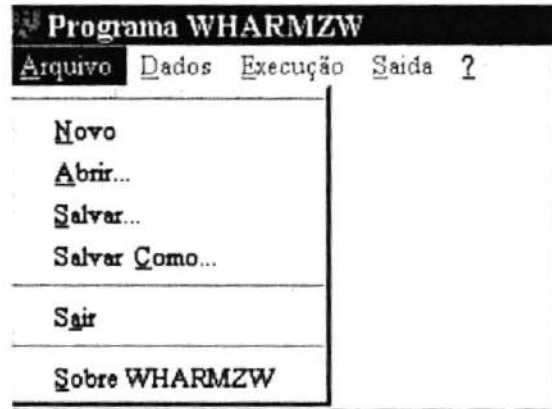 Programa WHARMZW
Arquivo Dados Execução Saida ?
Novo
Abrir...
Salvar...
Salvar Como...
Sair
Sobre WHARMZW